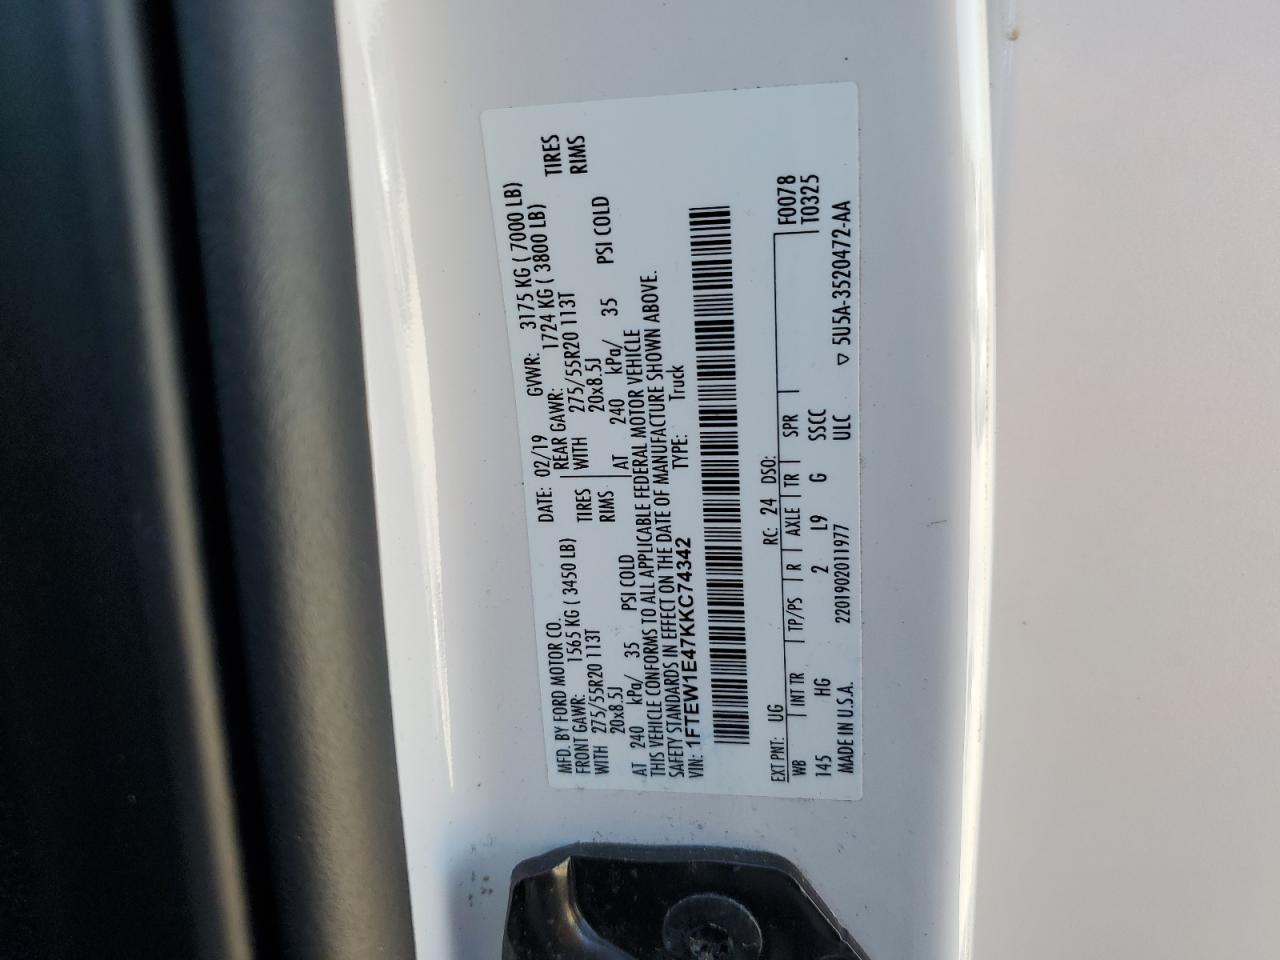 MFD. BY FORD MOTOR CO.
DATE: 02/19 GVWR: 3175 KG ( 7000 LB)
FRONT GAWR: 1565 KG ( 3450 LB) REAR GAWR: 1724 KG ( 3800 LB)
WITH 275/55R20 113T TIRES WITH 275/55R20 113T TIRES
20x8.5J RIMS 20x8.5J RIMS
AT 240 kPa/ 35 PSI COLD AT 240 kPa/ 35 PSI COLD
THIS VEHICLE CONFORMS TO ALL APPLICABLE FEDERAL MOTOR VEHICLE
SAFETY STANDARDS IN EFFECT ON THE DATE OF MANUFACTURE SHOWN ABOVE.
VIN: 1FTEW1E47KKC74342 TYPE: Truck
EXT PNT: UG RC: 24 DSO: F0078
WB INT TR TP/PS R AXLE TR SPR T0325
145 HG 2 L9 G SSCC
MADE IN U.S.A. 2201902011977 ULC ▽ 5U5A-3520472-AA